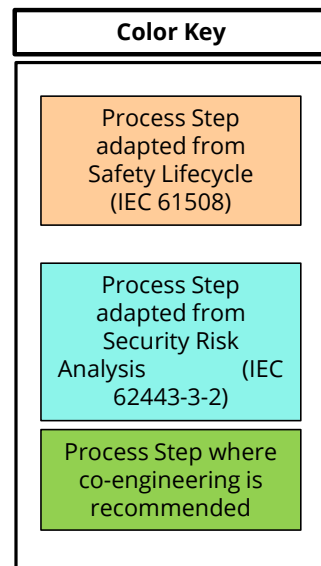 Color Key
Process Step
adapted from
Safety Lifecycle
(IEC 61508)
Process Step
adapted from
Security Risk
Analysis (IEC
62443-3-2)
Process Step where
co-engineering is
recommended